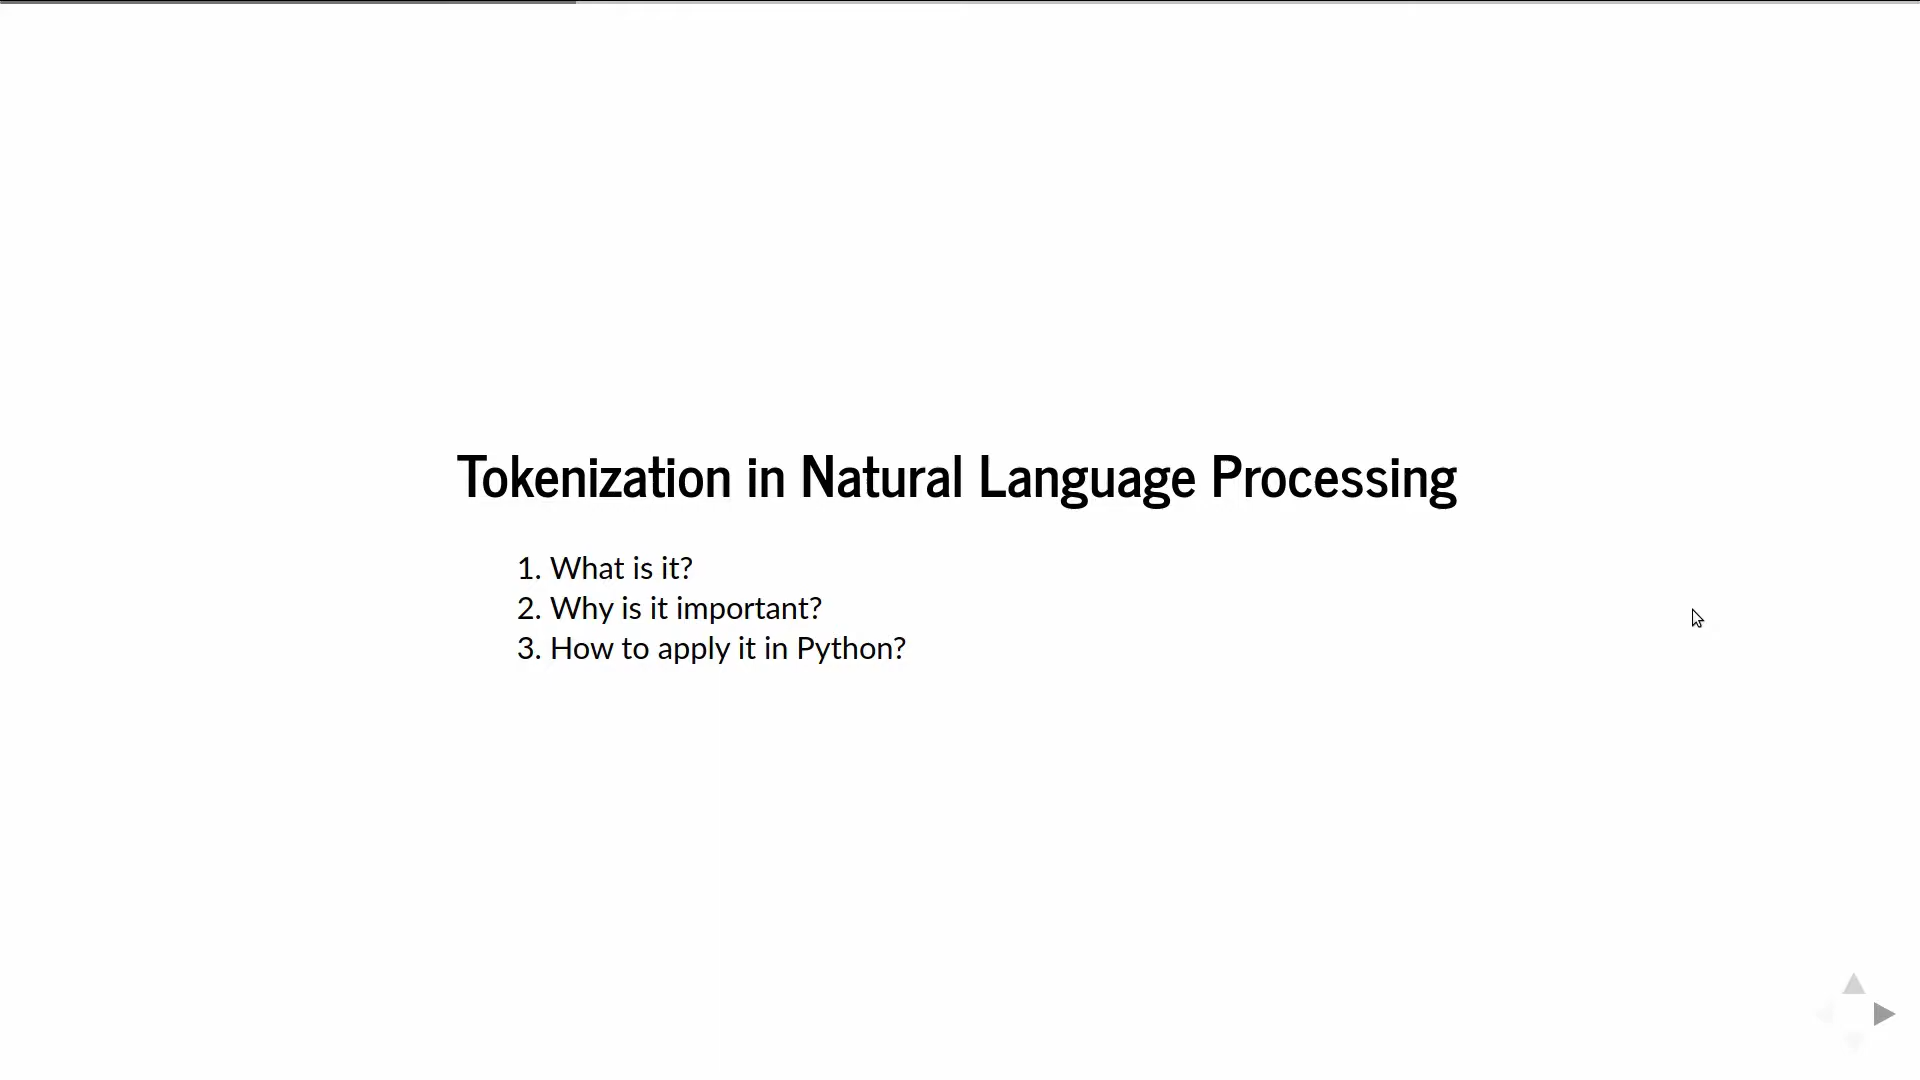 Tokenization in Natural Language Processing
1. What is it?
2. Why is it important?
3. How to apply it in Python?